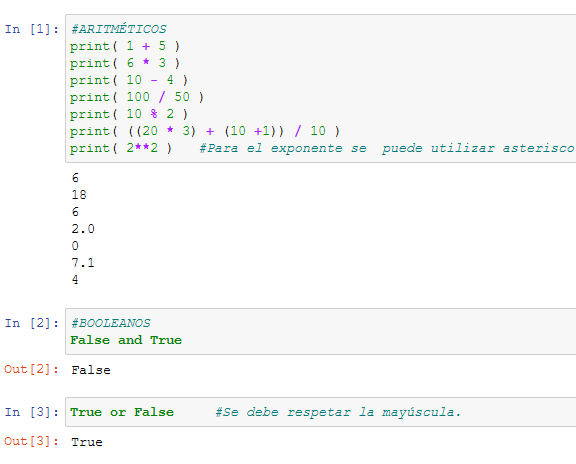 In [1]: #ARITMÉTICOS
print( 1 + 5 )
print( 6 * 3 )
print( 10 - 4 )
print( 100 / 50 )
print( 10 % 2 )
print( ((20 * 3) + (10 +1)) / 10 )
print( 2**2 )   #Para el exponente se  puede utilizar asterisco
6
18
6
2.0
0
7.1
4
In [2]: #BOOLEANOS
False and True
Out[2]: False
In [3]: True or False     #Se debe respetar la mayúscula.
Out[3]: True